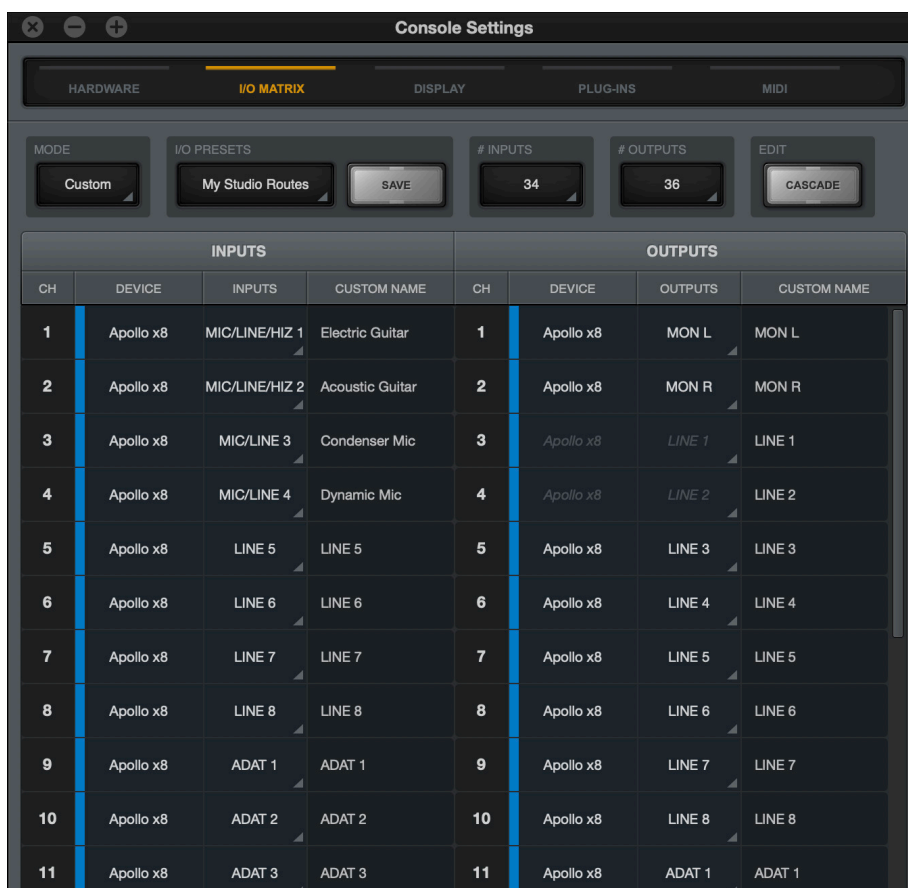 Console Settings
HARDWARE I/O MATRIX DISPLAY PLUG-INS MIDI
MODE I/O PRESETS # INPUTS # OUTPUTS EDIT
Custom My Studio Routes SAVE 34 36 CASCADE
INPUTS OUTPUTS
CH DEVICE INPUTS CUSTOM NAME CH DEVICE OUTPUTS CUSTOM NAME
1 Apollo x8 MIC/LINE/HIZ 1 Electric Guitar 1 Apollo x8 MON L MON L
2 Apollo x8 MIC/LINE/HIZ 2 Acoustic Guitar 2 Apollo x8 MON R MON R
3 Apollo x8 MIC/LINE 3 Condenser Mic 3 Apollo x8 LINE 1 LINE 1
4 Apollo x8 MIC/LINE 4 Dynamic Mic 4 Apollo x8 LINE 2 LINE 2
5 Apollo x8 LINE 5 LINE 5 5 Apollo x8 LINE 3 LINE 3
6 Apollo x8 LINE 6 LINE 6 6 Apollo x8 LINE 4 LINE 4
7 Apollo x8 LINE 7 LINE 7 7 Apollo x8 LINE 5 LINE 5
8 Apollo x8 LINE 8 LINE 8 8 Apollo x8 LINE 6 LINE 6
9 Apollo x8 ADAT 1 ADAT 1 9 Apollo x8 LINE 7 LINE 7
10 Apollo x8 ADAT 2 ADAT 2 10 Apollo x8 LINE 8 LINE 8
11 Apollo x8 ADAT 3 ADAT 3 11 Apollo x8 ADAT 1 ADAT 1